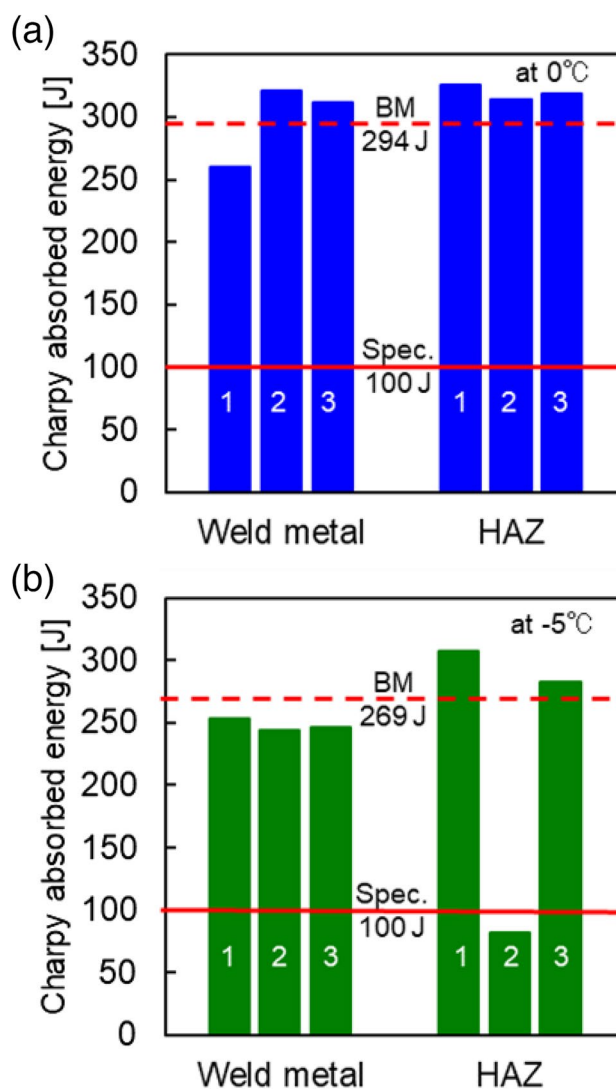 (a)
Charpy absorbed energy [J]
350
300
250
200
150
100
50
0
at 0℃
BM
294 J
Spec.
100 J
1 2 3
1 2 3
Weld metal
HAZ
(b)
Charpy absorbed energy [J]
350
300
250
200
150
100
50
0
at -5℃
BM
269 J
Spec.
100 J
1 2 3
1 2 3
Weld metal
HAZ